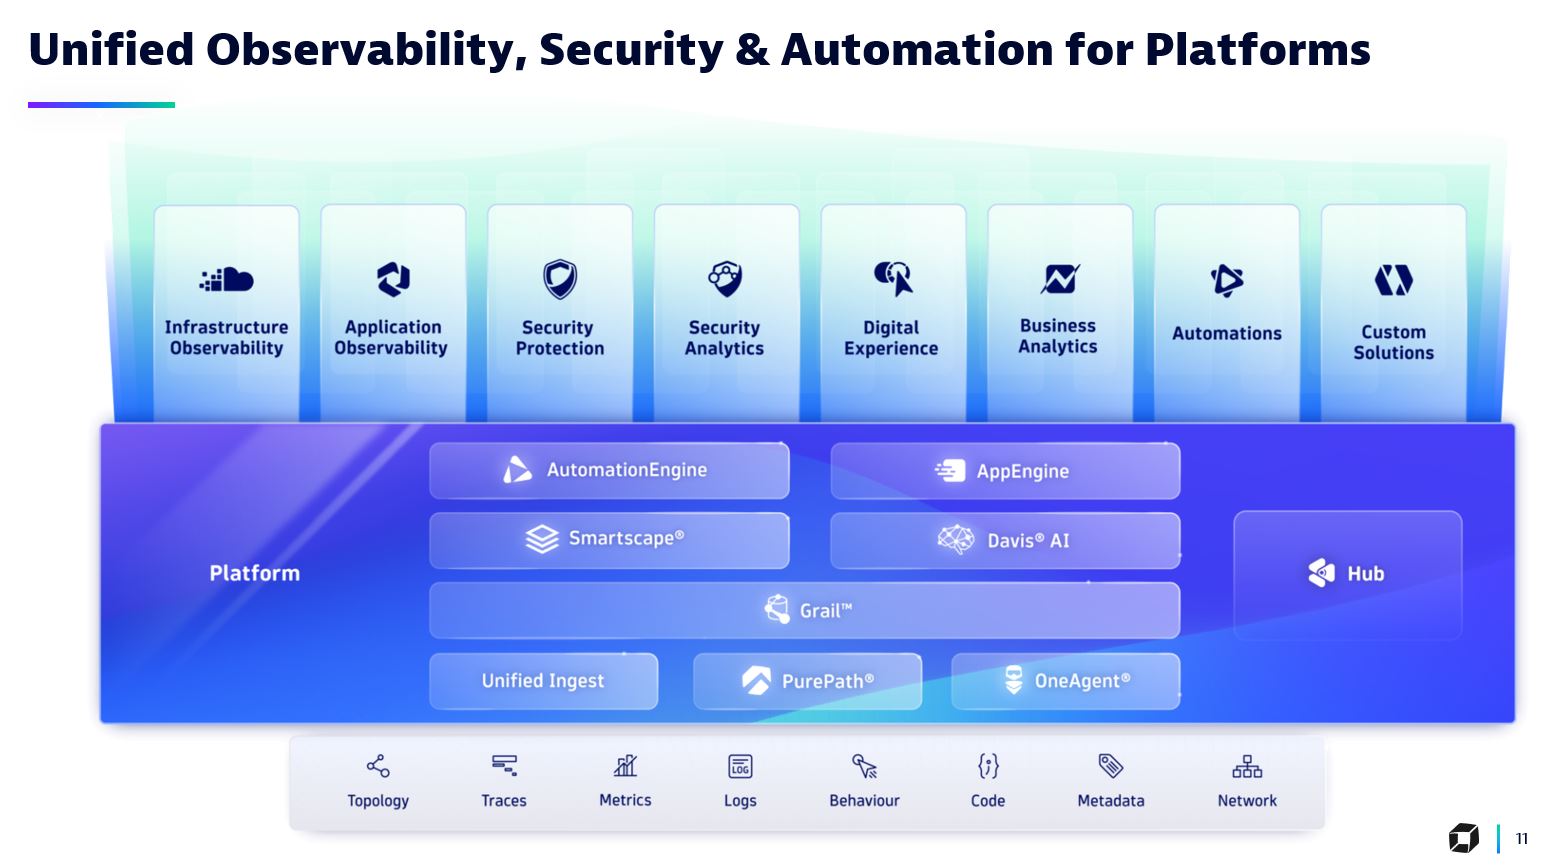 Unified Observability, Security & Automation for Platforms
Infrastructure
Observability
Application
Observability
Security
Protection
Security
Analytics
Digital
Experience
Business
Analytics
Automations
Custom
Solutions
Platform
AutomationEngine
AppEngine
Smartscape®
Davis® AI
Grail™
Unified Ingest
PurePath®
OneAgent®
Hub
Topology
Traces
Metrics
LOG
Logs
Behaviour
Code
Metadata
Network
11